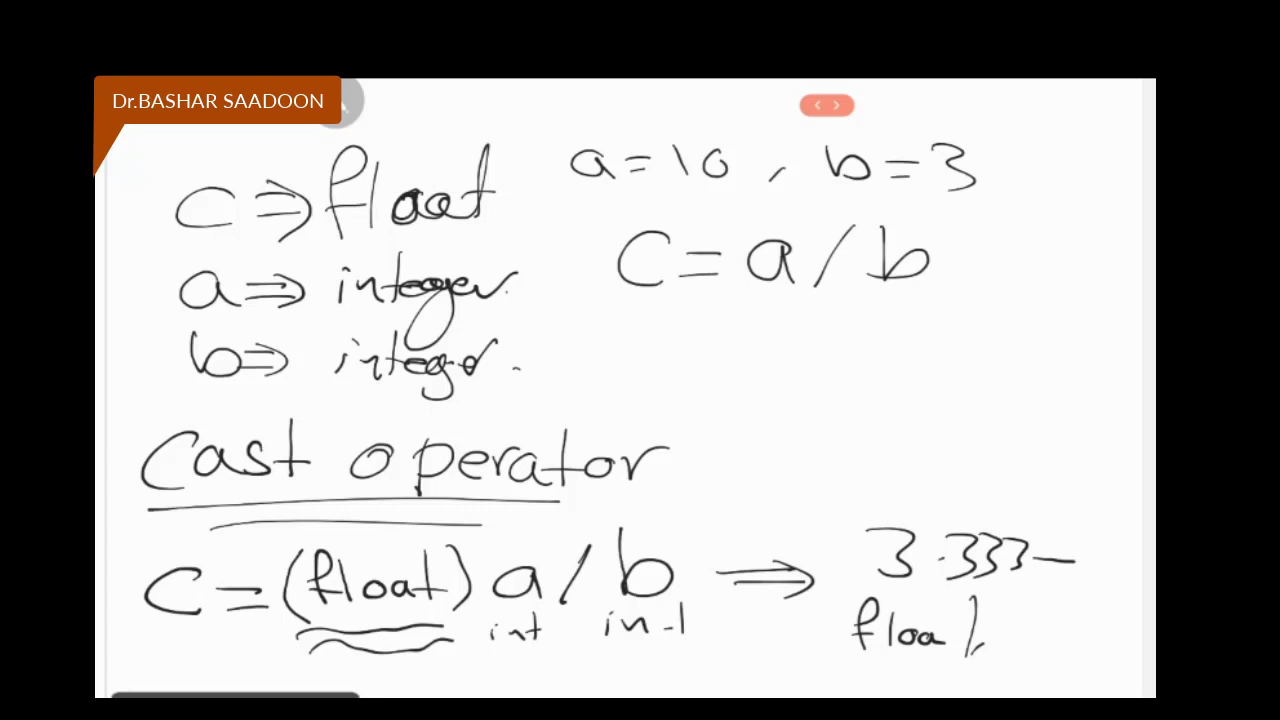 Dr.BASHAR SAADOON
c ⇒ float
a = 10 , b = 3
a ⇒ integer.
C = a / b
b ⇒ integer.
Cast operator
c = (float) a / b ⇒ 3.333
int int float